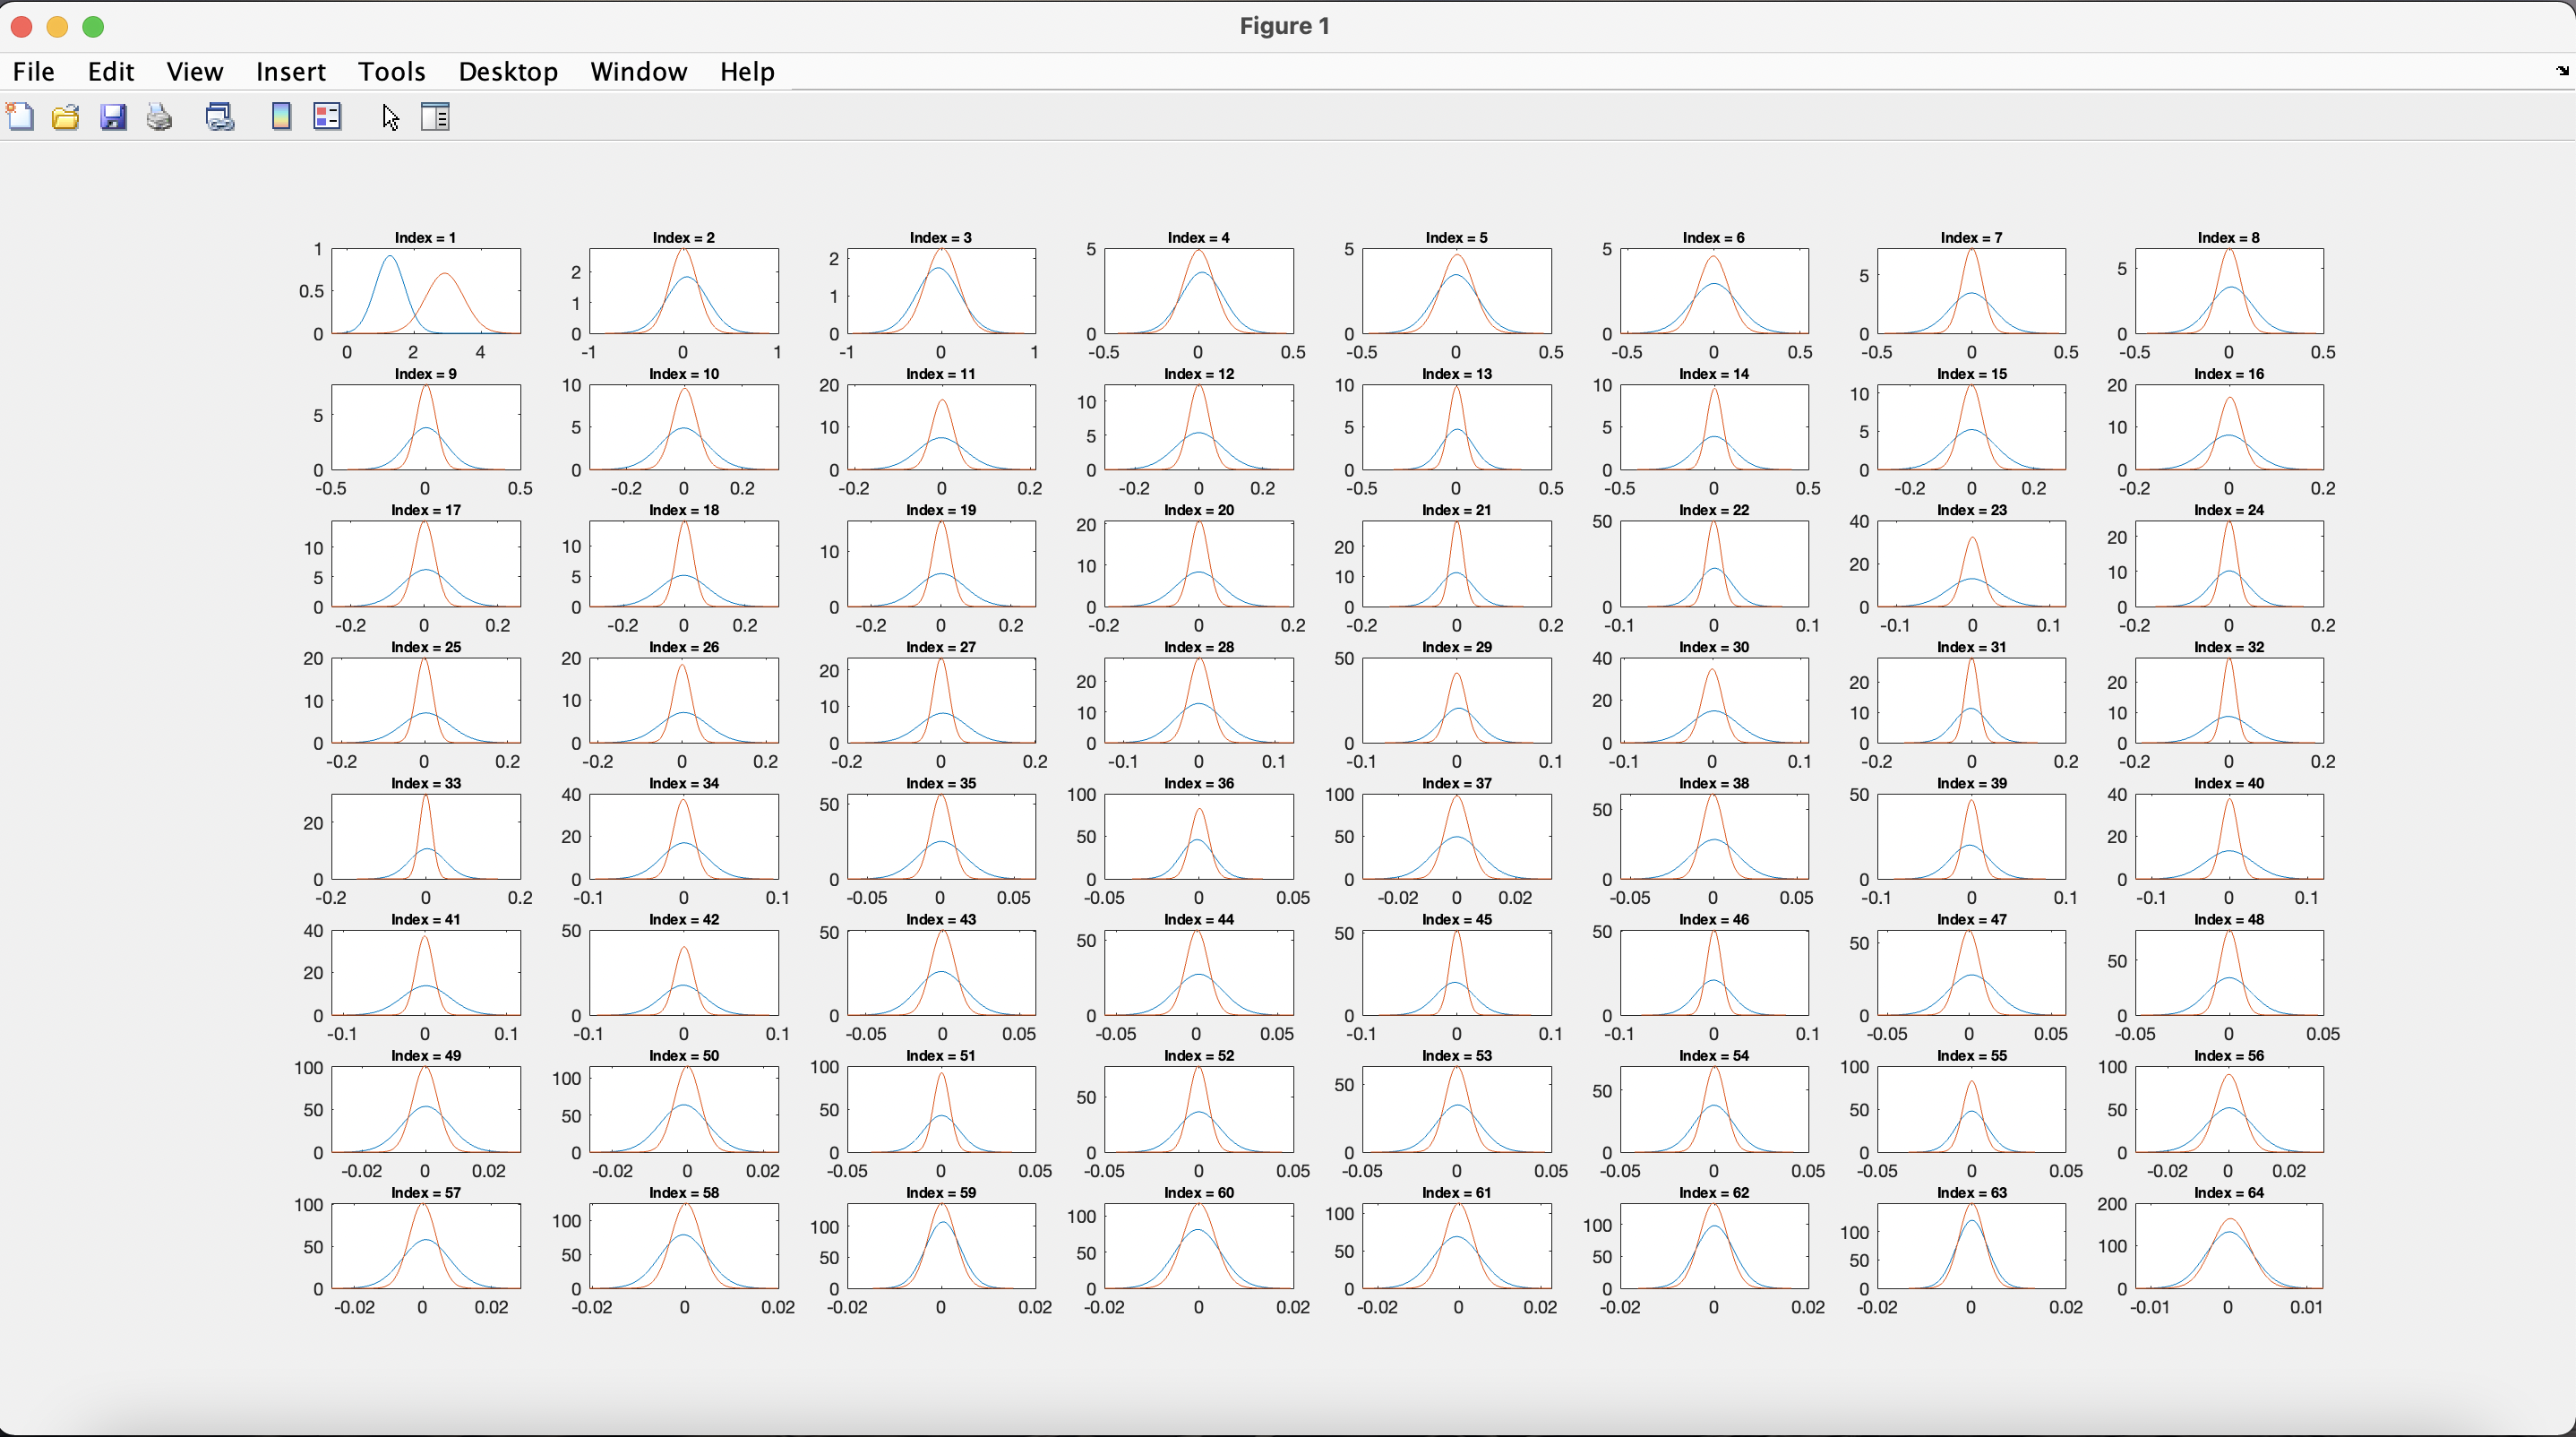 Figure 1
File Edit View Insert Tools Desktop Window Help
Index = 1 Index = 2 Index = 3 Index = 4 Index = 5 Index = 6 Index = 7 Index = 8
1 0.5 0 2 1 0 2 1 0 5 0 5 0 5 0 5 0 5 0
0 2 4 -1 0 1 -1 0 1 -0.5 0 0.5 -0.5 0 0.5 -0.5 0 0.5 -0.5 0 0.5 -0.5 0 0.5
Index = 9 Index = 10 Index = 11 Index = 12 Index = 13 Index = 14 Index = 15 Index = 16
5 0 10 5 0 20 10 0 10 5 0 10 5 0 10 5 0 10 5 0 20 10 0
-0.5 0 0.5 -0.2 0 0.2 -0.2 0 0.2 -0.2 0 0.2 -0.5 0 0.5 -0.5 0 0.5 -0.2 0 0.2 -0.2 0 0.2
Index = 17 Index = 18 Index = 19 Index = 20 Index = 21 Index = 22 Index = 23 Index = 24
10 5 0 10 5 0 10 0 20 10 0 20 10 0 50 0 40 20 0 20 10 0
-0.2 0 0.2 -0.2 0 0.2 -0.2 0 0.2 -0.2 0 0.2 -0.2 0 0.2 -0.1 0 0.1 -0.1 0 0.1 -0.2 0 0.2
Index = 25 Index = 26 Index = 27 Index = 28 Index = 29 Index = 30 Index = 31 Index = 32
20 10 0 20 10 0 20 10 0 20 10 0 50 0 40 20 0 20 10 0 20 10 0
-0.2 0 0.2 -0.2 0 0.2 -0.2 0 0.2 -0.1 0 0.1 -0.1 0 0.1 -0.1 0 0.1 -0.2 0 0.2 -0.2 0 0.2
Index = 33 Index = 34 Index = 35 Index = 36 Index = 37 Index = 38 Index = 39 Index = 40
20 0 40 20 0 50 0 100 50 0 100 50 0 50 0 50 0 40 20 0
-0.2 0 0.2 -0.1 0 0.1 -0.05 0 0.05 -0.05 0 0.05 -0.02 0 0.02 -0.05 0 0.05 -0.1 0 0.1 -0.1 0 0.1
Index = 41 Index = 42 Index = 43 Index = 44 Index = 45 Index = 46 Index = 47 Index = 48
40 20 0 50 0 50 0 50 0 50 0 50 0 50 0 50 0
-0.1 0 0.1 -0.1 0 0.1 -0.05 0 0.05 -0.05 0 0.05 -0.1 0 0.1 -0.1 0 0.1 -0.05 0 0.05 -0.05 0 0.05
Index = 49 Index = 50 Index = 51 Index = 52 Index = 53 Index = 54 Index = 55 Index = 56
100 50 0 100 50 0 100 50 0 50 0 50 0 50 0 100 50 0 100 50 0
-0.02 0 0.02 -0.02 0 0.02 -0.05 0 0.05 -0.05 0 0.05 -0.05 0 0.05 -0.05 0 0.05 -0.05 0 0.05 -0.02 0 0.02
Index = 57 Index = 58 Index = 59 Index = 60 Index = 61 Index = 62 Index = 63 Index = 64
100 50 0 100 50 0 100 50 0 100 50 0 100 50 0 100 50 0 100 50 0 200 100 0
-0.02 0 0.02 -0.02 0 0.02 -0.02 0 0.02 -0.02 0 0.02 -0.02 0 0.02 -0.02 0 0.02 -0.02 0 0.02 -0.01 0 0.01